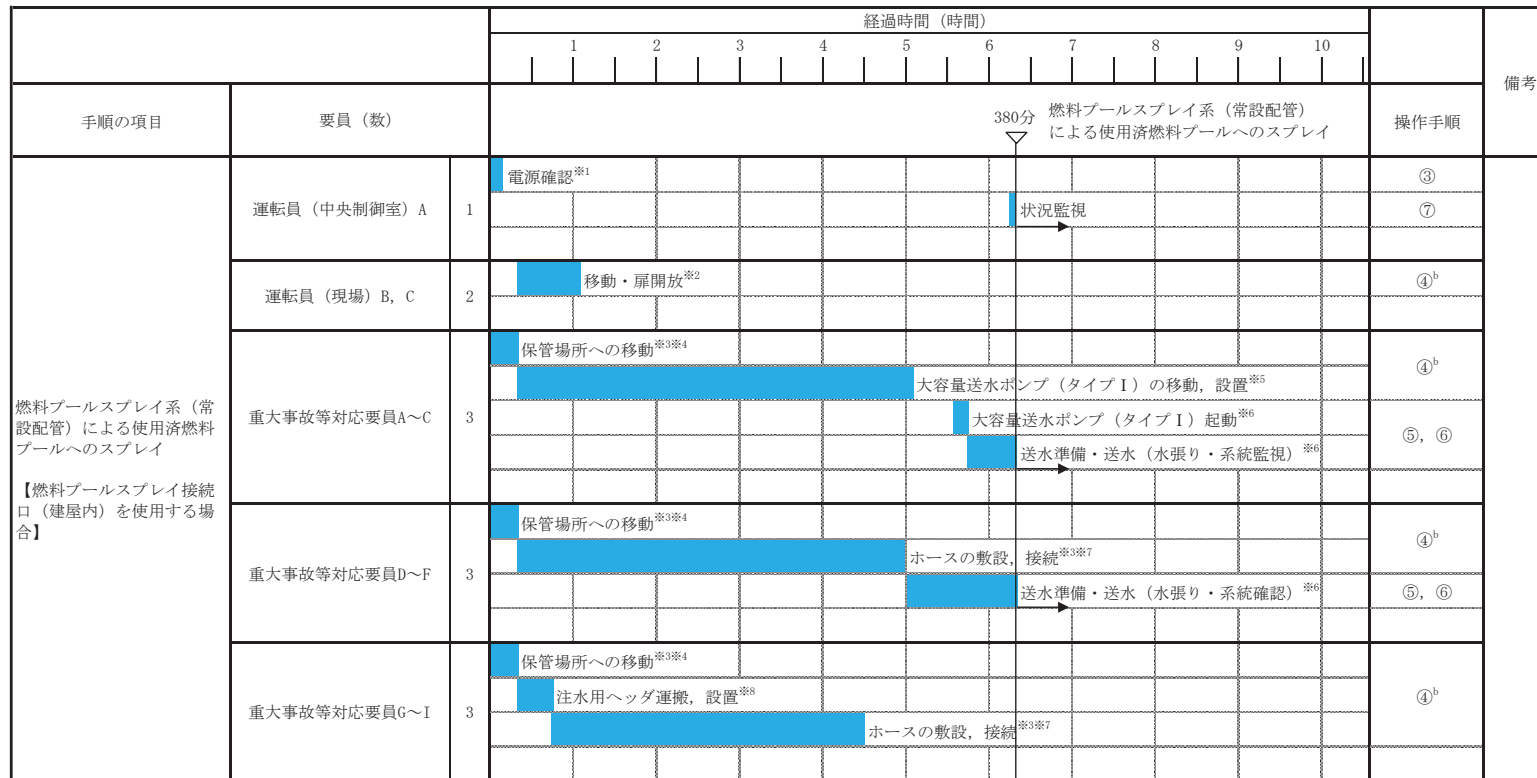 経過時間（時間）
1 2 3 4 5 6 7 8 9 10
備考
手順の項目
要員（数）
380分
燃料プールスプレイ系（常設配管）
による使用済燃料プールへのスプレイ
操作手順
燃料プールスプレイ系（常
設配管）による使用済燃料
プールへのスプレイ
【燃料プールスプレイ接続
口（建屋内）を使用する場
合】
運転員（中央制御室）A
1
電源確認※1
③
状況監視
⑦
運転員（現場）B, C
2
移動・扉開放※2
④b
重大事故等対応要員A～C
3
保管場所への移動※3※4
④b
大容量送水ポンプ（タイプⅠ）の移動，設置※5
大容量送水ポンプ（タイプⅠ）起動※6
⑤, ⑥
送水準備・送水（水張り・系統監視）※6
重大事故等対応要員D～F
3
保管場所への移動※3※4
④b
ホースの敷設，接続※3※7
送水準備・送水（水張り・系統確認）※6
⑤, ⑥
重大事故等対応要員G～I
3
保管場所への移動※3※4
注水用ヘッダ運搬，設置※8
④b
ホースの敷設，接続※3※7